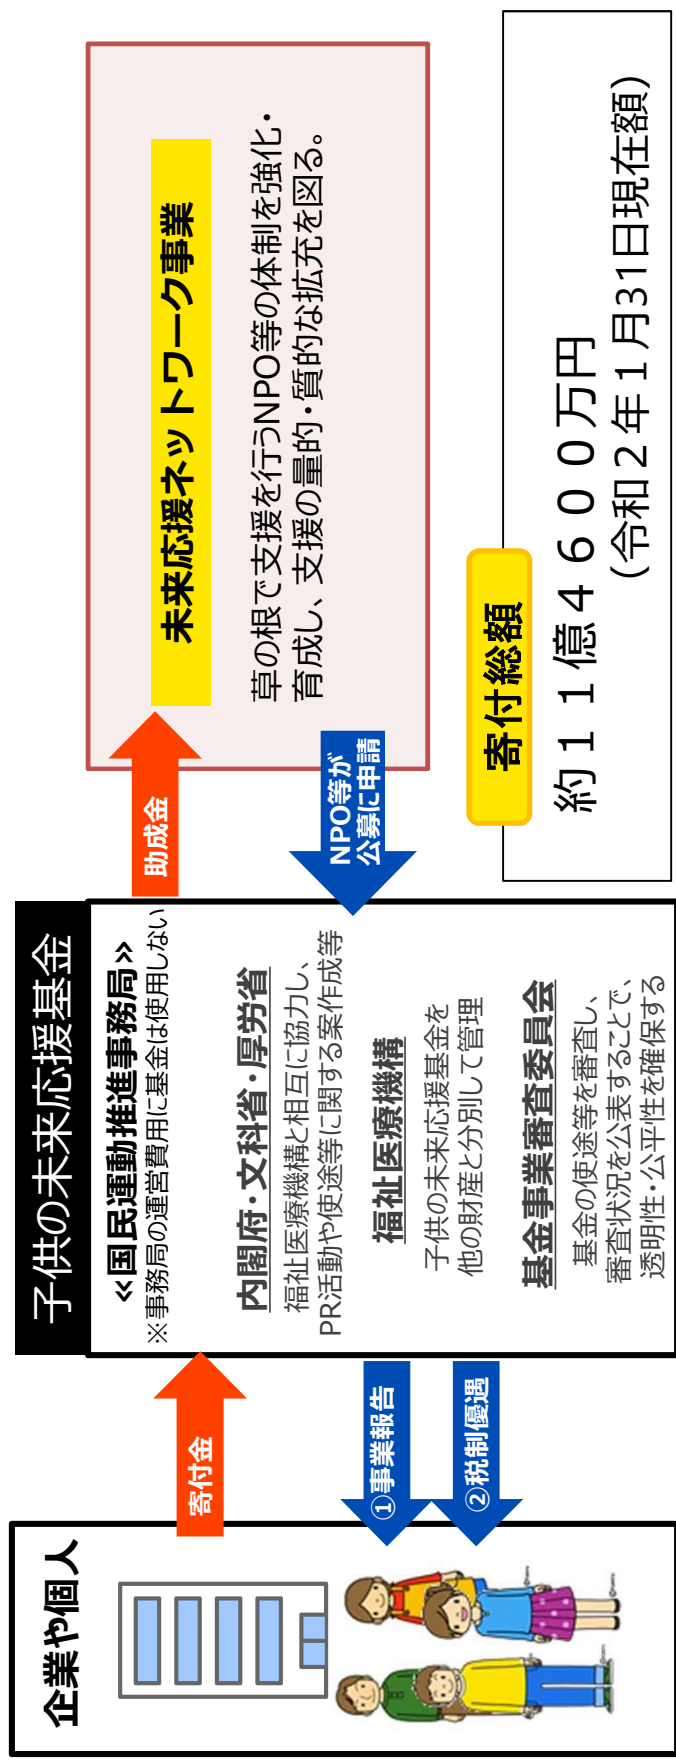 企業や個人
寄付金
①事業報告
②税制優遇
子供の未来応援基金
≪国民運動推進事務局≫
※事務局の運営費用に基金は使用しない
内閣府・文科省・厚労省
福祉医療機構と相互に協力し、
PR活動や使途等に関する案作成等
福祉医療機構
子供の未来応援基金を
他の財産と分別して管理
基金事業審査委員会
基金の使途等を審査し、
審査状況を公表することで、
透明性・公平性を確保する
助成金
NPO等が
公募に申請
未来応援ネットワーク事業
草の根で支援を行うNPO等の体制を強化・
育成し、支援の量的・質的な拡充を図る。
寄付総額
約１１億４６００万円
（令和２年１月31日現在額）